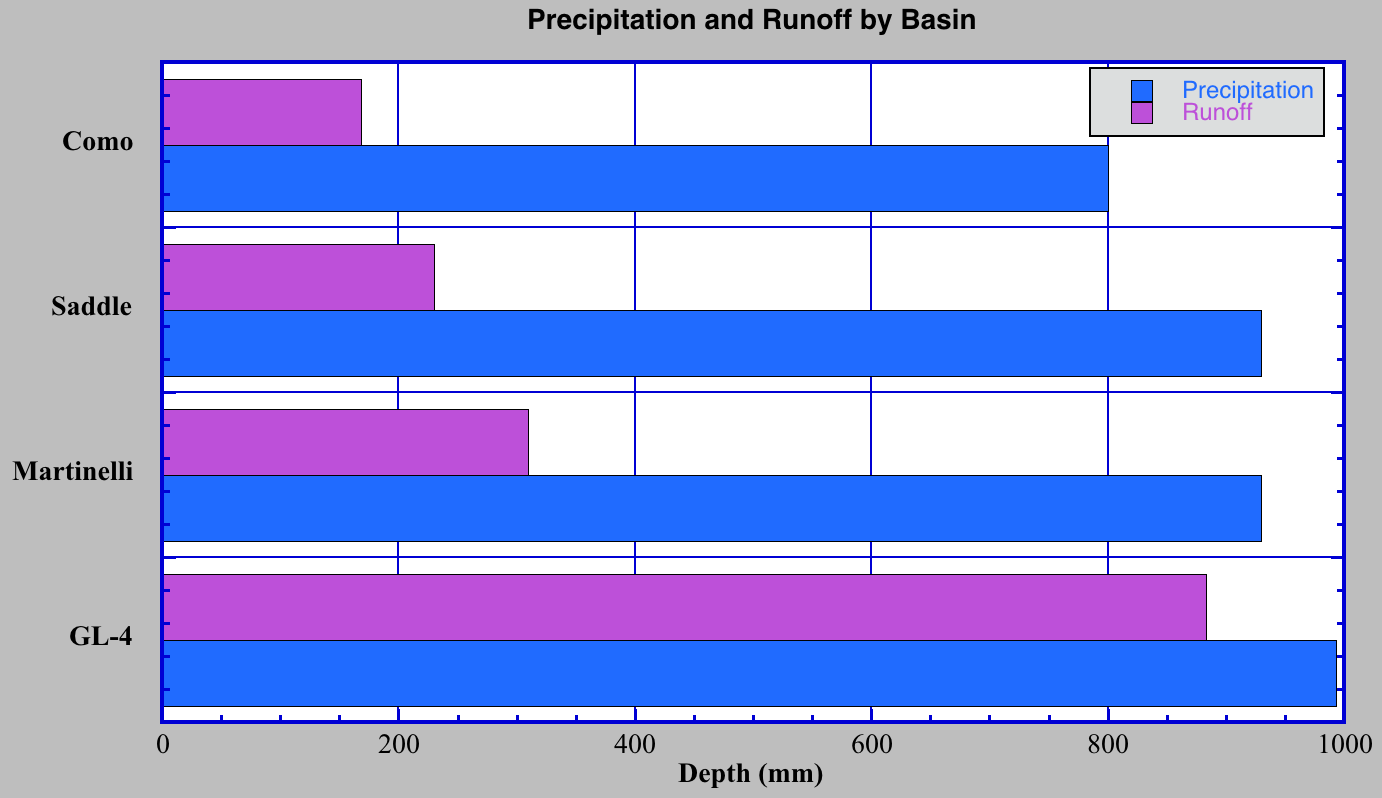 Precipitation and Runoff by Basin
Precipitation
Runoff
Como
Saddle
Martinelli
GL-4
0 200 400 600 800 1000
Depth (mm)